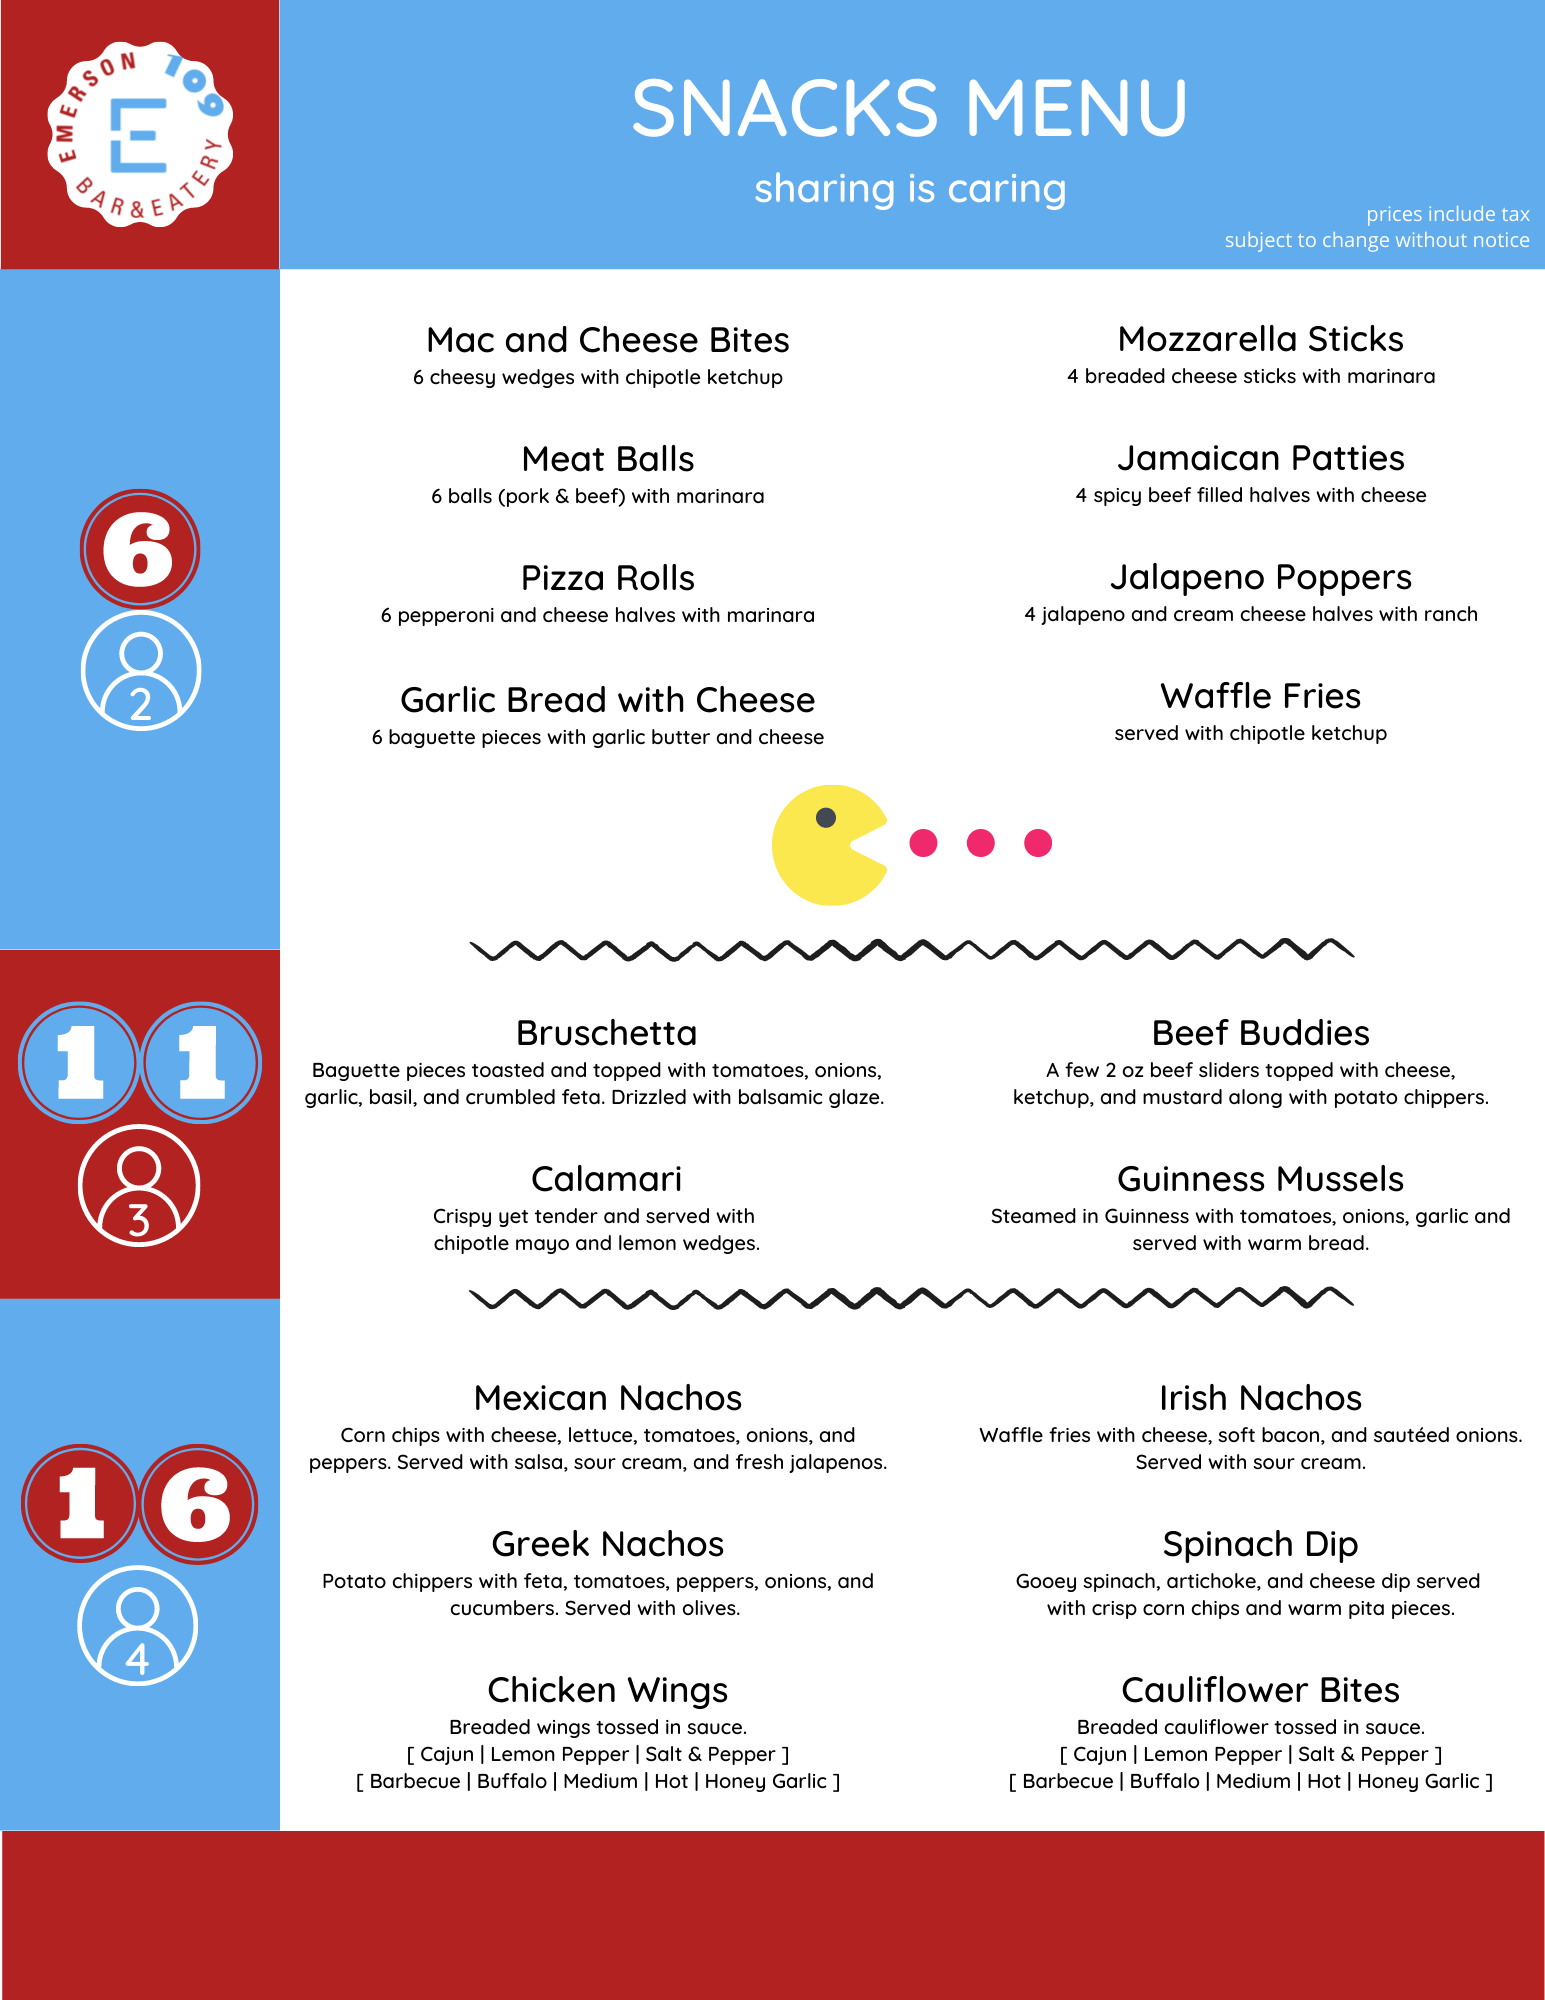 EMERSON 109
E
BAR & EATERY
SNACKS MENU
sharing is caring
prices include tax
subject to change without notice
6
2
Mac and Cheese Bites
6 cheesy wedges with chipotle ketchup
Mozzarella Sticks
4 breaded cheese sticks with marinara
Meat Balls
6 balls (pork & beef) with marinara
Jamaican Patties
4 spicy beef filled halves with cheese
Pizza Rolls
6 pepperoni and cheese halves with marinara
Jalapeno Poppers
4 jalapeno and cream cheese halves with ranch
Garlic Bread with Cheese
6 baguette pieces with garlic butter and cheese
Waffle Fries
served with chipotle ketchup
11
3
Bruschetta
Baguette pieces toasted and topped with tomatoes, onions,
garlic, basil, and crumbled feta. Drizzled with balsamic glaze.
Beef Buddies
A few 2 oz beef sliders topped with cheese,
ketchup, and mustard along with potato chippers.
Calamari
Crispy yet tender and served with
chipotle mayo and lemon wedges.
Guinness Mussels
Steamed in Guinness with tomatoes, onions, garlic and
served with warm bread.
16
4
Mexican Nachos
Corn chips with cheese, lettuce, tomatoes, onions, and
peppers. Served with salsa, sour cream, and fresh jalapenos.
Irish Nachos
Waffle fries with cheese, soft bacon, and sautéed onions.
Served with sour cream.
Greek Nachos
Potato chippers with feta, tomatoes, peppers, onions, and
cucumbers. Served with olives.
Spinach Dip
Gooey spinach, artichoke, and cheese dip served
with crisp corn chips and warm pita pieces.
Chicken Wings
Breaded wings tossed in sauce.
[ Cajun | Lemon Pepper | Salt & Pepper ]
[ Barbecue | Buffalo | Medium | Hot | Honey Garlic ]
Cauliflower Bites
Breaded cauliflower tossed in sauce.
[ Cajun | Lemon Pepper | Salt & Pepper ]
[ Barbecue | Buffalo | Medium | Hot | Honey Garlic ]